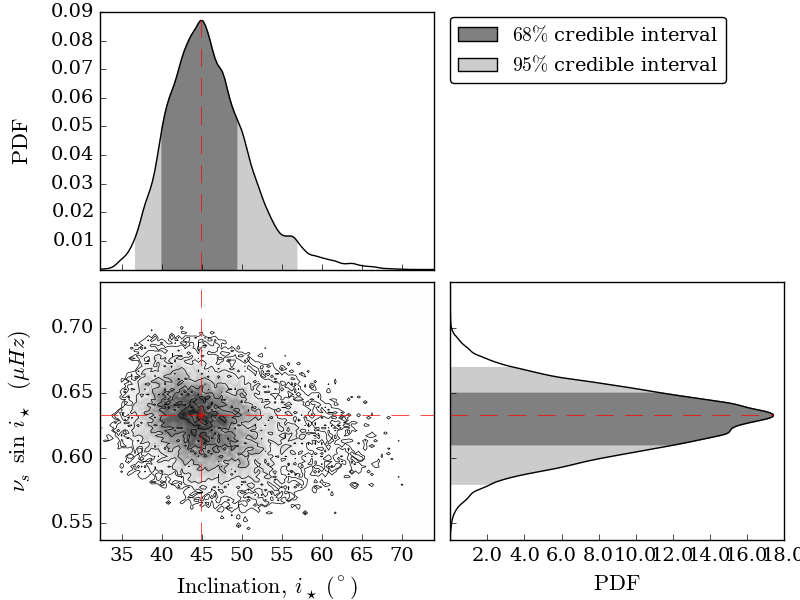 0.09
0.08
0.07
0.06
0.05
0.04
0.03
0.02
0.01
PDF
68% credible interval
95% credible interval
0.70
0.65
0.60
0.55
ν_s sin i_⋆ (μHz)
35 40 45 50 55 60 65 70
Inclination, i_⋆ (°)
2.0 4.0 6.0 8.0 10.0 12.0 14.0 16.0 18.0
PDF